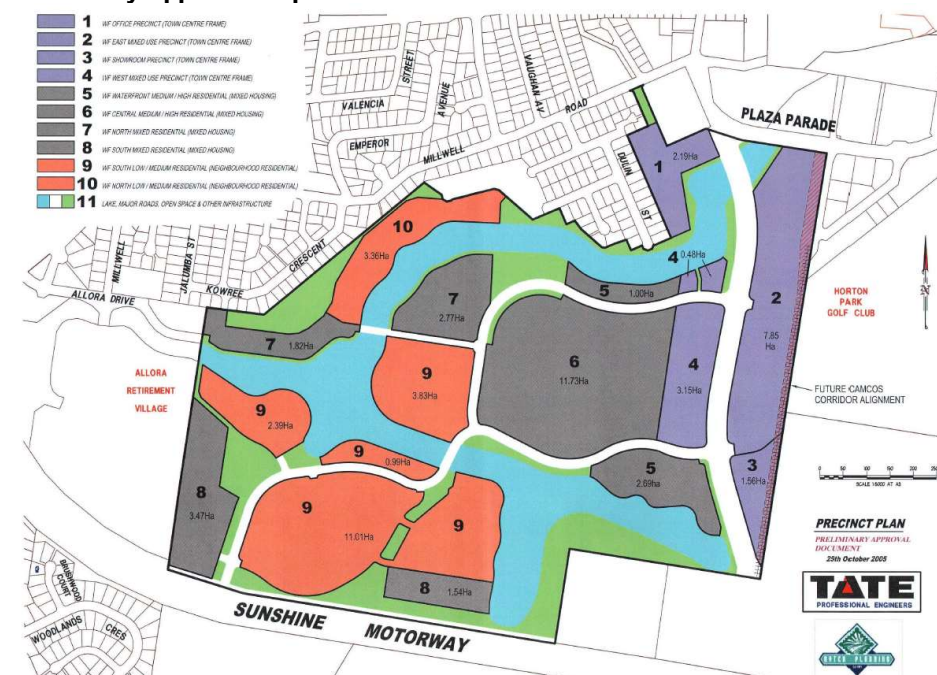 1 WF OFFICE PRECINCT (TOWN CENTRE FRAME)
2 WF EAST MIXED USE PRECINCT (TOWN CENTRE FRAME)
3 WF SHOWROOM PRECINCT (TOWN CENTRE FRAME)
4 WF WEST MIXED USE PRECINCT (TOWN CENTRE FRAME)
5 WF WATERFRONT MEDIUM / HIGH RESIDENTIAL (MIXED HOUSING)
6 WF CENTRAL MEDIUM / HIGH RESIDENTIAL (MIXED HOUSING)
7 WF NORTH MIXED RESIDENTIAL (MIXED HOUSING)
8 WF SOUTH MIXED RESIDENTIAL (MIXED HOUSING)
9 WF SOUTH LOW / MEDIUM RESIDENTIAL (NEIGHBOURHOOD RESIDENTIAL)
10 WF NORTH LOW / MEDIUM RESIDENTIAL (NEIGHBOURHOOD RESIDENTIAL)
11 LAKE, MAJOR ROADS, OPEN SPACE & OTHER INFRASTRUCTURE
VALENCIA
STREET
EMPEROR
AVENUE
VAUGHAN AV
MILLWELL
ROAD
PLAZA PARADE
DULIN
ST
1
2.19Ha
10
3.36Ha
4
0.48Ha
CRESCENT
KOWREE
JALUMBA ST
MILLWELL
ALLORA DRIVE
5
1.00Ha
7
2.77Ha
2
7.85
Ha
HORTON
PARK
GOLF CLUB
7
1.82Ha
6
11.73Ha
4
3.15Ha
9
3.83Ha
ALLORA
RETIREMENT
VILLAGE
FUTURE CAMCOS
CORRIDOR ALIGNMENT
9
2.39Ha
9
0.99Ha
5
3
1.56Ha
8
3.47Ha
9
11.01Ha
9
8
1.54Ha
SCALE 1:5000 AT A3
PRECINCT PLAN
PRELIMINARY APPROVAL
DOCUMENT
25th October 2005
TATE
PROFESSIONAL ENGINEERS
BRUSHWOOD
COURT
WOODLANDS
CRES
SUNSHINE MOTORWAY